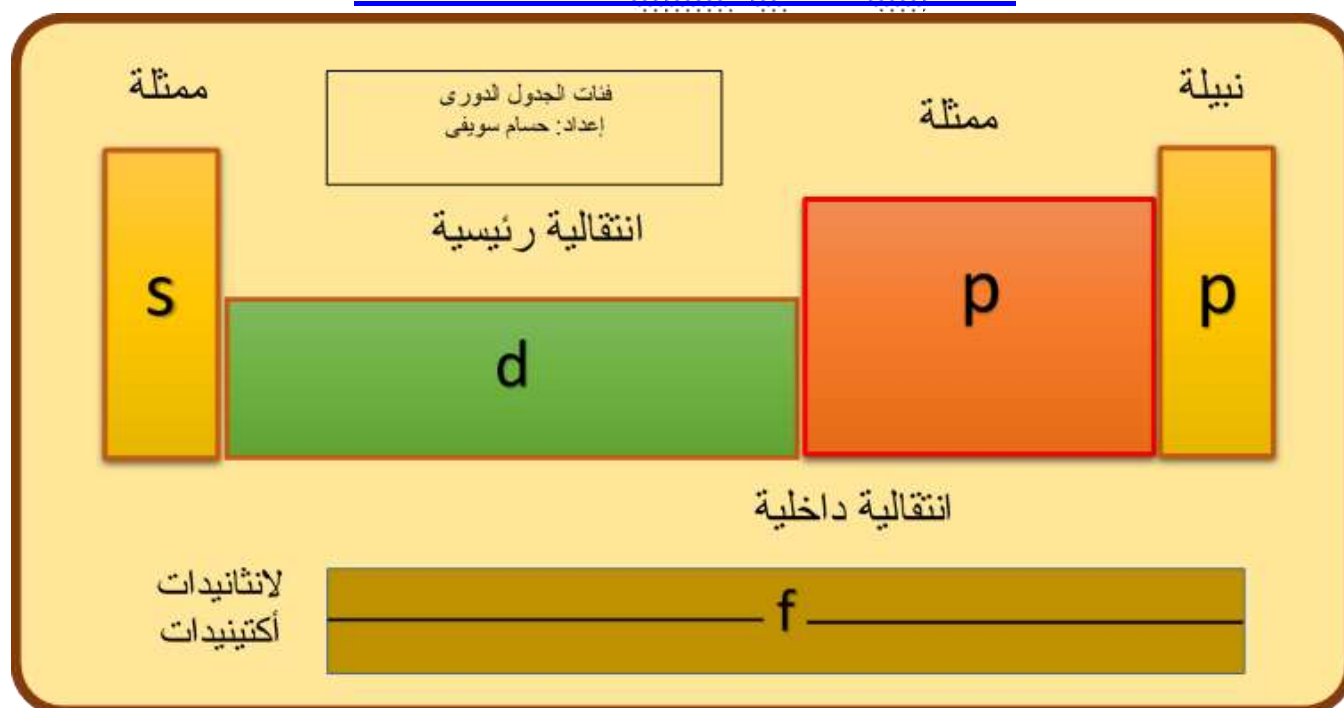 ممثلة
فئات الجدول الدورى
إعداد: حسام سويفى
ممثلة
نبيلة
انتقالية رئيسية
s
d
p
p
انتقالية داخلية
لانثانيدات
أكتينيدات
f